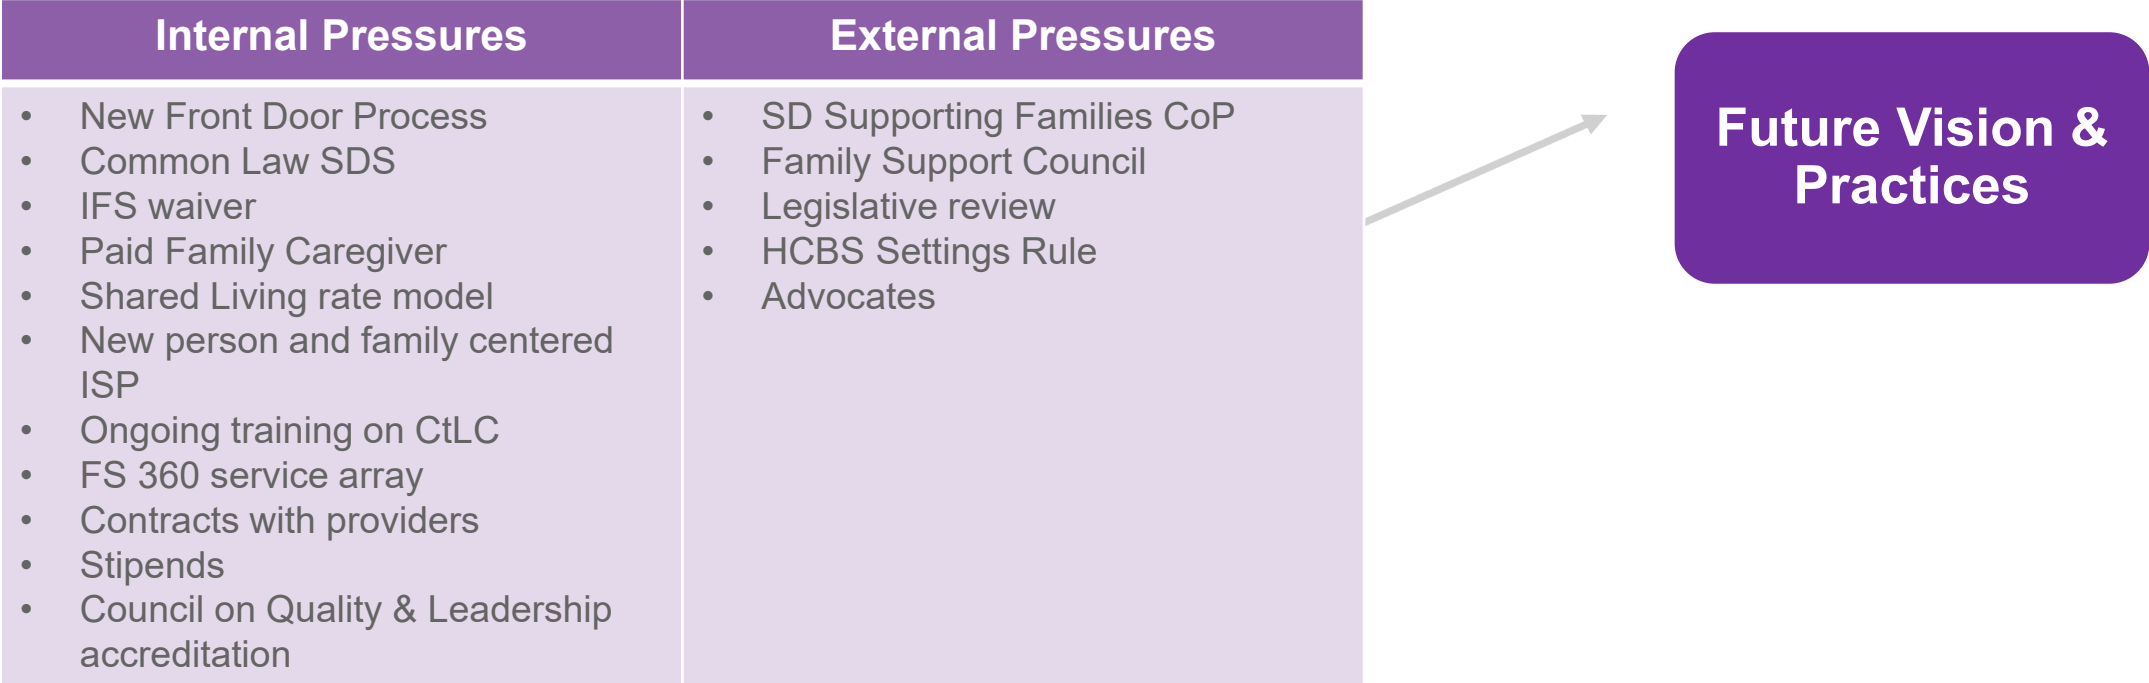 Internal Pressures
• New Front Door Process
• Common Law SDS
• IFS waiver
• Paid Family Caregiver
• Shared Living rate model
• New person and family centered
ISP
• Ongoing training on CtLC
• FS 360 service array
• Contracts with providers
• Stipends
• Council on Quality & Leadership
accreditation
External Pressures
• SD Supporting Families CoP
• Family Support Council
• Legislative review
• HCBS Settings Rule
• Advocates
Future Vision &
Practices